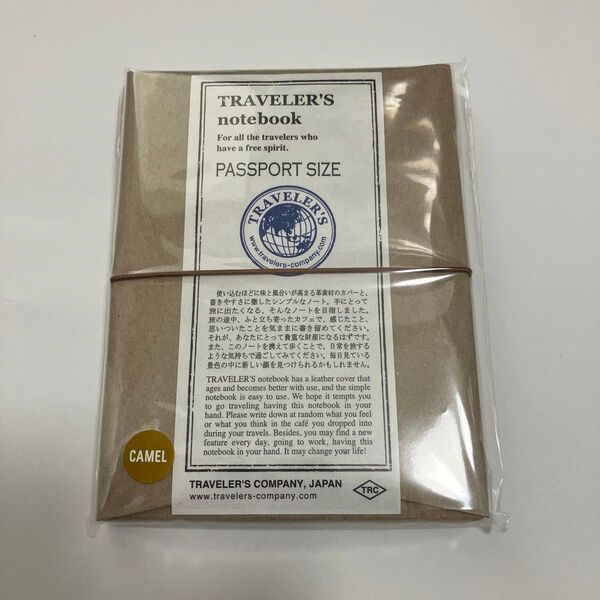 TRAVELER'S
notebook
For all the travelers who
have a free spirit.
PASSPORT SIZE
TRAVELER'S
www.travelers-company.com
使い込むほどに味と風合いが高まる革素材のカバーと、
書きやすさに徹したシンプルなノート。手にとって
旅に出たくなる、そんなノートを目指しました。
旅の途中、ふと立ち寄ったカフェで、感じたこと、
思いついたことを気ままに書き留めてください。
それが、あなたにとって貴重な財産になるはずです。
また、このノートを携えて歩くことで、日常を旅する
ような気持ちで過ごしてみてください。毎日見ている
景色の中に新しい顔を見つけられるかもしれません。
TRAVELER'S notebook has a leather cover that
ages and becomes better with use, and the simple
notebook is easy to use. We hope it tempts you
to go traveling having this notebook in your
hand. Please write down at random what you feel
or what you think in the café you dropped into
during your travels. Besides, you may find a new
feature every day, going to work, having this
notebook in your hand. It may change your life!
CAMEL
TRAVELER'S COMPANY, JAPAN
www.travelers-company.com
TRC